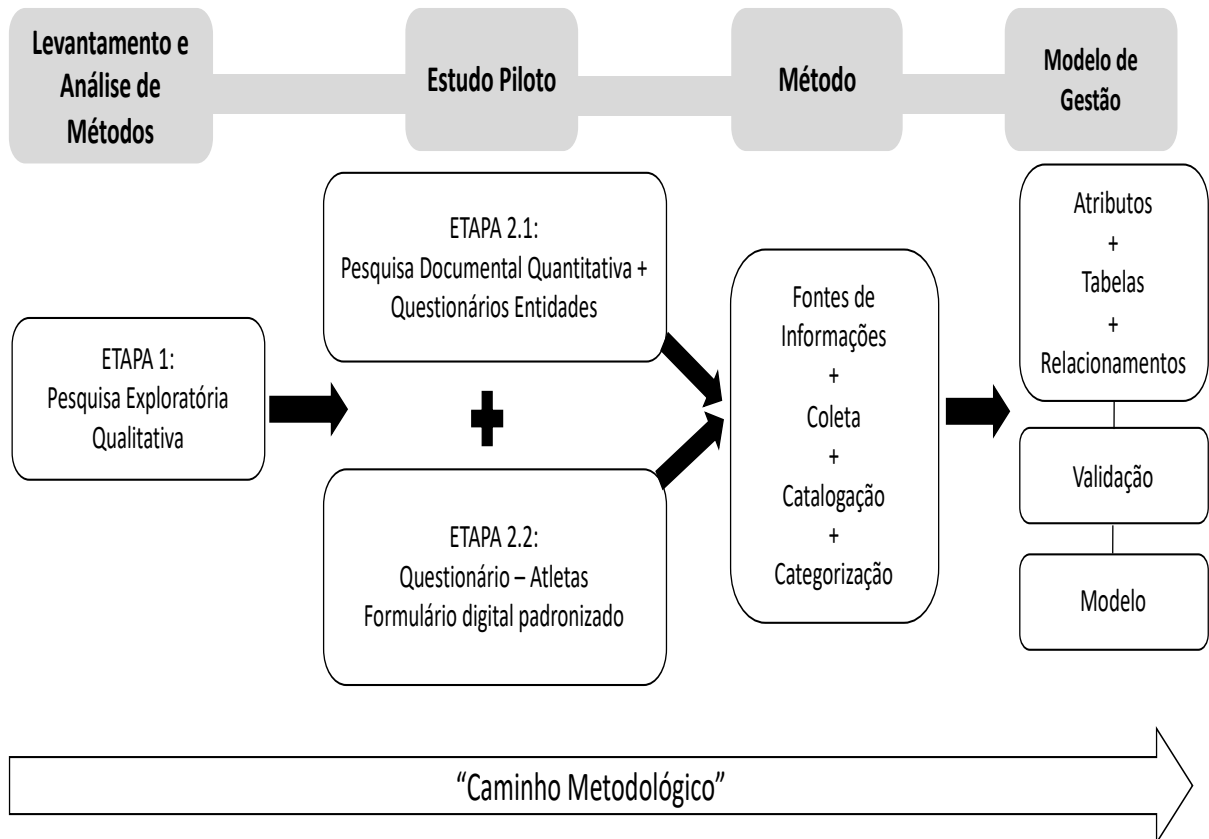 Levantamento e
Análise de
Métodos
Estudo Piloto
Método
Modelo de
Gestão
ETAPA 1:
Pesquisa Exploratória
Qualitativa
ETAPA 2.1:
Pesquisa Documental Quantitativa +
Questionários Entidades
ETAPA 2.2:
Questionário – Atletas
Formulário digital padronizado
Fontes de
Informações
+
Coleta
+
Catalogação
+
Categorização
Atributos
+
Tabelas
+
Relacionamentos
Validação
Modelo
“Caminho Metodológico”